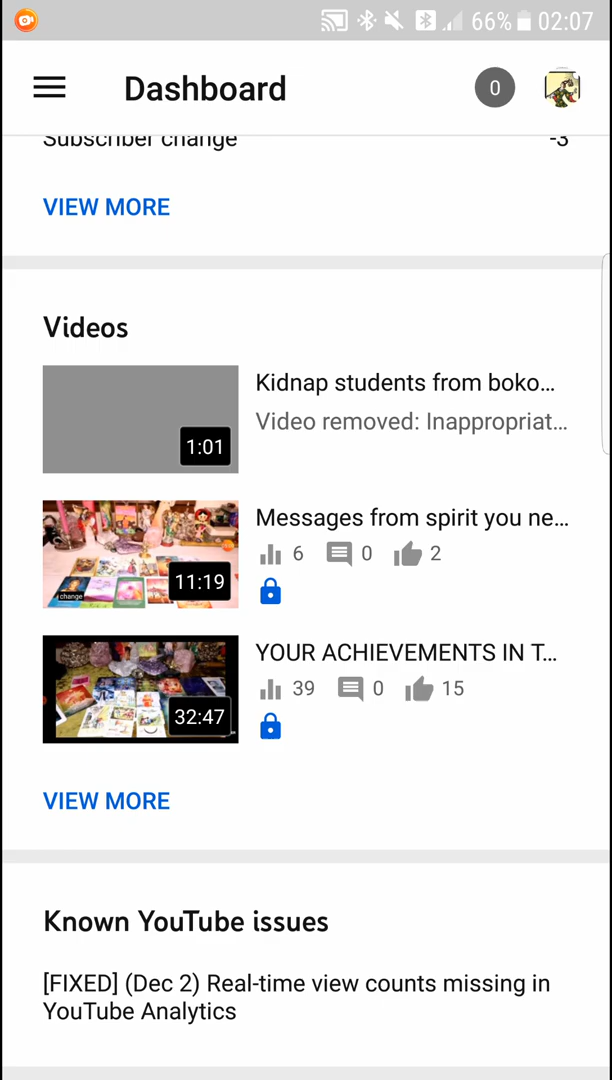 66% 02:07
Dashboard
0
Subscriber change -3
VIEW MORE
Videos
Kidnap students from boko...
Video removed: Inappropriat...
1:01
Messages from spirit you ne...
6 0 2
change
11:19
YOUR ACHIEVEMENTS IN T...
39 0 15
32:47
VIEW MORE
Known YouTube issues
[FIXED] (Dec 2) Real-time view counts missing in
YouTube Analytics